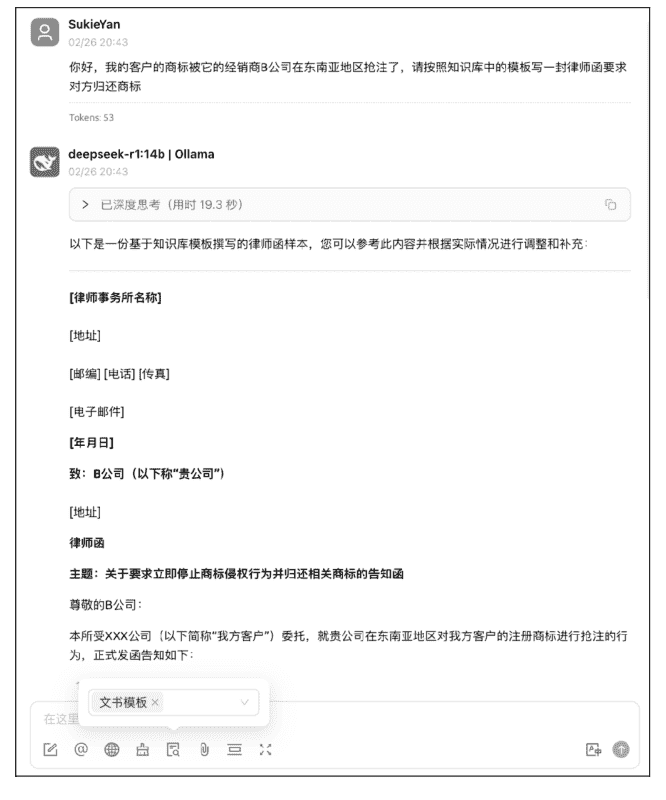 SukieYan
02/26 20:43
你好，我的客户的商标被它的经销商B公司在东南亚地区抢注了，请按照知识库中的模板写一封律师函要求
对方归还商标
Tokens: 53
deepseek-r1:14b | Ollama
02/26 20:43
已深度思考（用时 19.3 秒）
以下是一份基于知识库模板撰写的律师函样本，您可以参考此内容并根据实际情况进行调整和补充：
[律师事务所名称]
[地址]
[邮编] [电话] [传真]
[电子邮件]
[年月日]
致：B公司（以下称“贵公司”）
[地址]
律师函
主题：关于要求立即停止商标侵权行为并归还相关商标的告知函
尊敬的B公司：
本所受XXX公司（以下简称“我方客户”）委托，就贵公司在东南亚地区对我方客户的注册商标进行抢注的行
为，正式发函告知如下：
文书模板
在这里